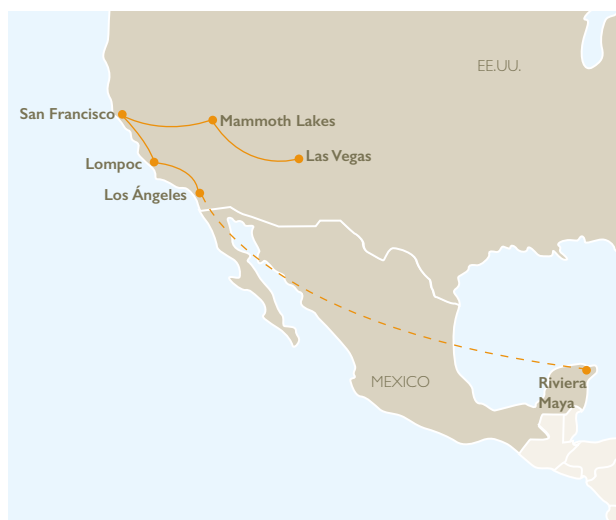 EE.UU.
San Francisco
Mammoth Lakes
Las Vegas
Lompoc
Los Ángeles
MEXICO
Riviera
Maya